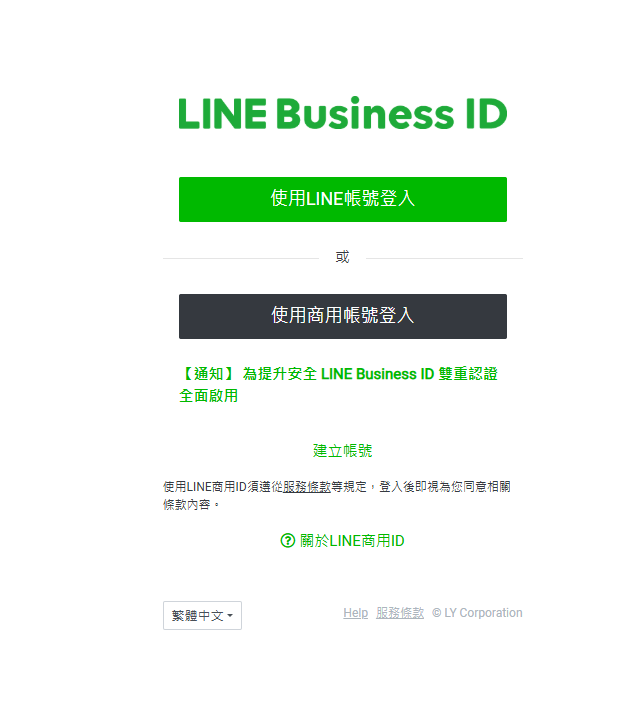 LINE Business ID
使用LINE帳號登入
或
使用商用帳號登入
【通知】 為提升安全 LINE Business ID 雙重認證
全面啟用
建立帳號
使用LINE商用ID須遵從服務條款等規定，登入後即視為您同意相關
條款內容。
關於LINE商用ID
繁體中文
Help 服務條款 © LY Corporation